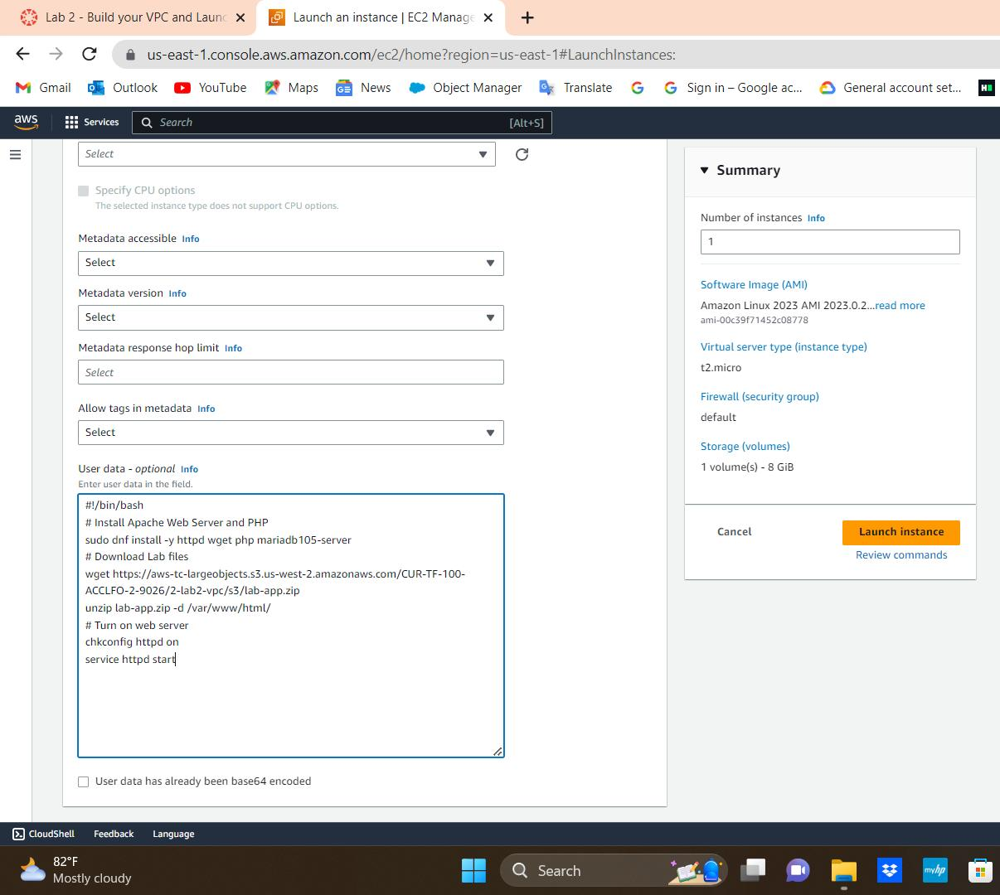 Lab 2 - Build your VPC and Launc
Launch an instance | EC2 Manage
us-east-1.console.aws.amazon.com/ec2/home?region=us-east-1#LaunchInstances:
Gmail Outlook YouTube Maps News Object Manager Translate Sign in – Google ac... General account set...
aws Services Search [Alt+S]
Select
Specify CPU options
The selected instance type does not support CPU options.
Metadata accessible Info
Select
Metadata version Info
Select
Metadata response hop limit Info
Select
Allow tags in metadata Info
Select
User data - optional Info
Enter user data in the field.
#!/bin/bash
# Install Apache Web Server and PHP
sudo dnf install -y httpd wget php mariadb105-server
# Download Lab files
wget https://aws-tc-largeobjects.s3.us-west-2.amazonaws.com/CUR-TF-100-
ACCLFO-2-9026/2-lab2-vpc/s3/lab-app.zip
unzip lab-app.zip -d /var/www/html/
# Turn on web server
chkconfig httpd on
service httpd start
User data has already been base64 encoded
Summary
Number of instances Info
1
Software Image (AMI)
Amazon Linux 2023 AMI 2023.0.2...read more
ami-00c39f71452c08778
Virtual server type (instance type)
t2.micro
Firewall (security group)
default
Storage (volumes)
1 volume(s) - 8 GiB
Cancel Launch instance
Review commands
CloudShell Feedback Language
82°F
Mostly cloudy
Search
myhp